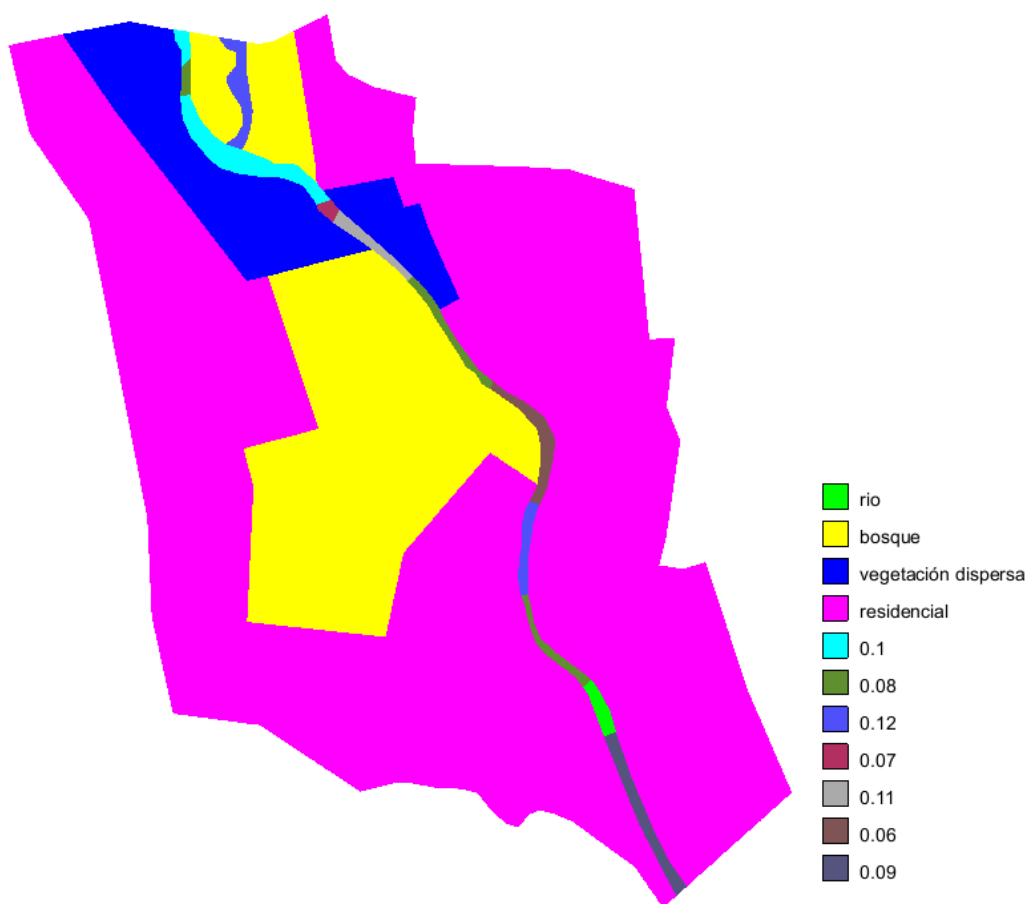 rio
bosque
vegetación dispersa
residencial
0.1
0.08
0.12
0.07
0.11
0.06
0.09